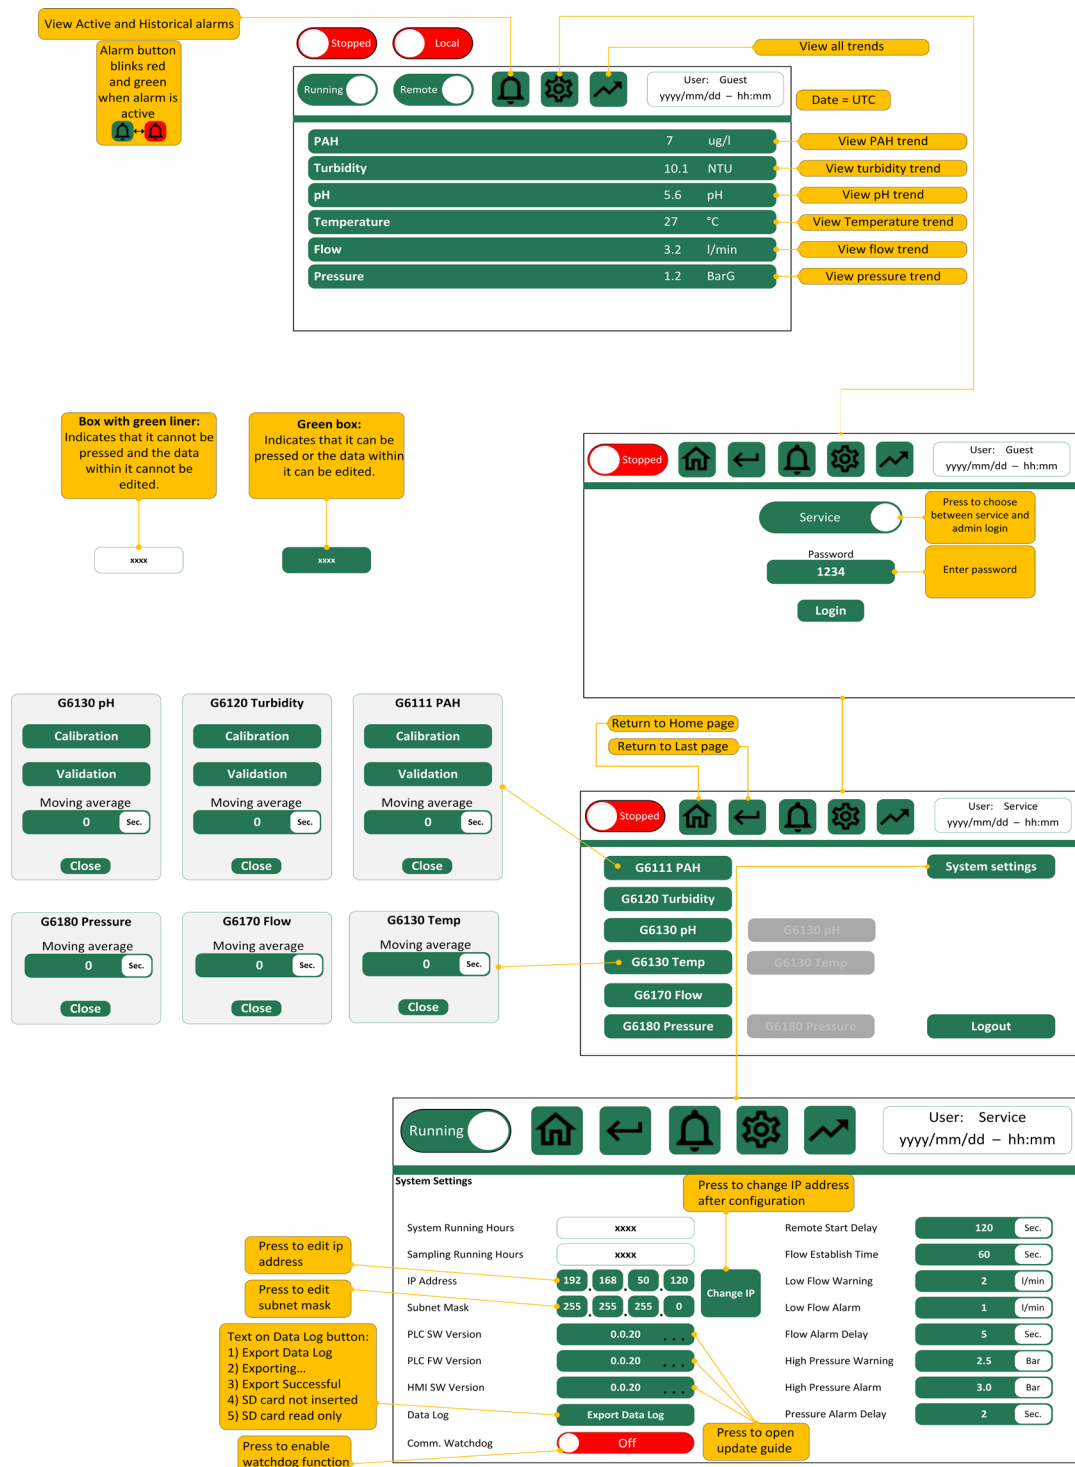 View Active and Historical alarms
Alarm button
blinks red
and green
when alarm is
active
Stopped
Local
View all trends
Running
Remote
User: Guest
yyyy/mm/dd – hh:mm
Date = UTC
PAH 7 ug/l
View PAH trend
Turbidity 10.1 NTU
View turbidity trend
pH 5.6 pH
View pH trend
Temperature 27 °C
View Temperature trend
Flow 3.2 l/min
View flow trend
Pressure 1.2 BarG
View pressure trend
Box with green liner:
Indicates that it cannot be
pressed and the data
within it cannot be
edited.
xxxx
Green box:
Indicates that it can be
pressed or the data within
it can be edited.
xxxx
Stopped
User: Guest
yyyy/mm/dd – hh:mm
Service
Press to choose
between service and
admin login
Password
1234
Enter password
Login
G6130 pH
Calibration
Validation
Moving average
0 Sec.
Close
G6120 Turbidity
Calibration
Validation
Moving average
0 Sec.
Close
G6111 PAH
Calibration
Validation
Moving average
0 Sec.
Close
Return to Home page
Return to Last page
Stopped
User: Service
yyyy/mm/dd – hh:mm
G6111 PAH
System settings
G6120 Turbidity
G6130 pH
G6130 pH
G6130 Temp
G6130 Temp
G6170 Flow
G6180 Pressure
G6180 Pressure
Logout
G6180 Pressure
Moving average
0 Sec.
Close
G6170 Flow
Moving average
0 Sec.
Close
G6130 Temp
Moving average
0 Sec.
Close
Running
User: Service
yyyy/mm/dd – hh:mm
System Settings
Press to change IP address
after configuration
System Running Hours xxxx
Sampling Running Hours xxxx
IP Address 192 . 168 . 50 . 120
Subnet Mask 255 . 255 . 255 . 0
Change IP
PLC SW Version 0.0.20 ...
PLC FW Version 0.0.20 ...
HMI SW Version 0.0.20 ...
Data Log Export Data Log
Comm. Watchdog Off
Remote Start Delay 120 Sec.
Flow Establish Time 60 Sec.
Low Flow Warning 2 l/min
Low Flow Alarm 1 l/min
Flow Alarm Delay 5 Sec.
High Pressure Warning 2.5 Bar
High Pressure Alarm 3.0 Bar
Pressure Alarm Delay 2 Sec.
Press to edit ip
address
Press to edit
subnet mask
Text on Data Log button:
1) Export Data Log
2) Exporting...
3) Export Successful
4) SD card not inserted
5) SD card read only
Press to enable
watchdog function
Press to open
update guide